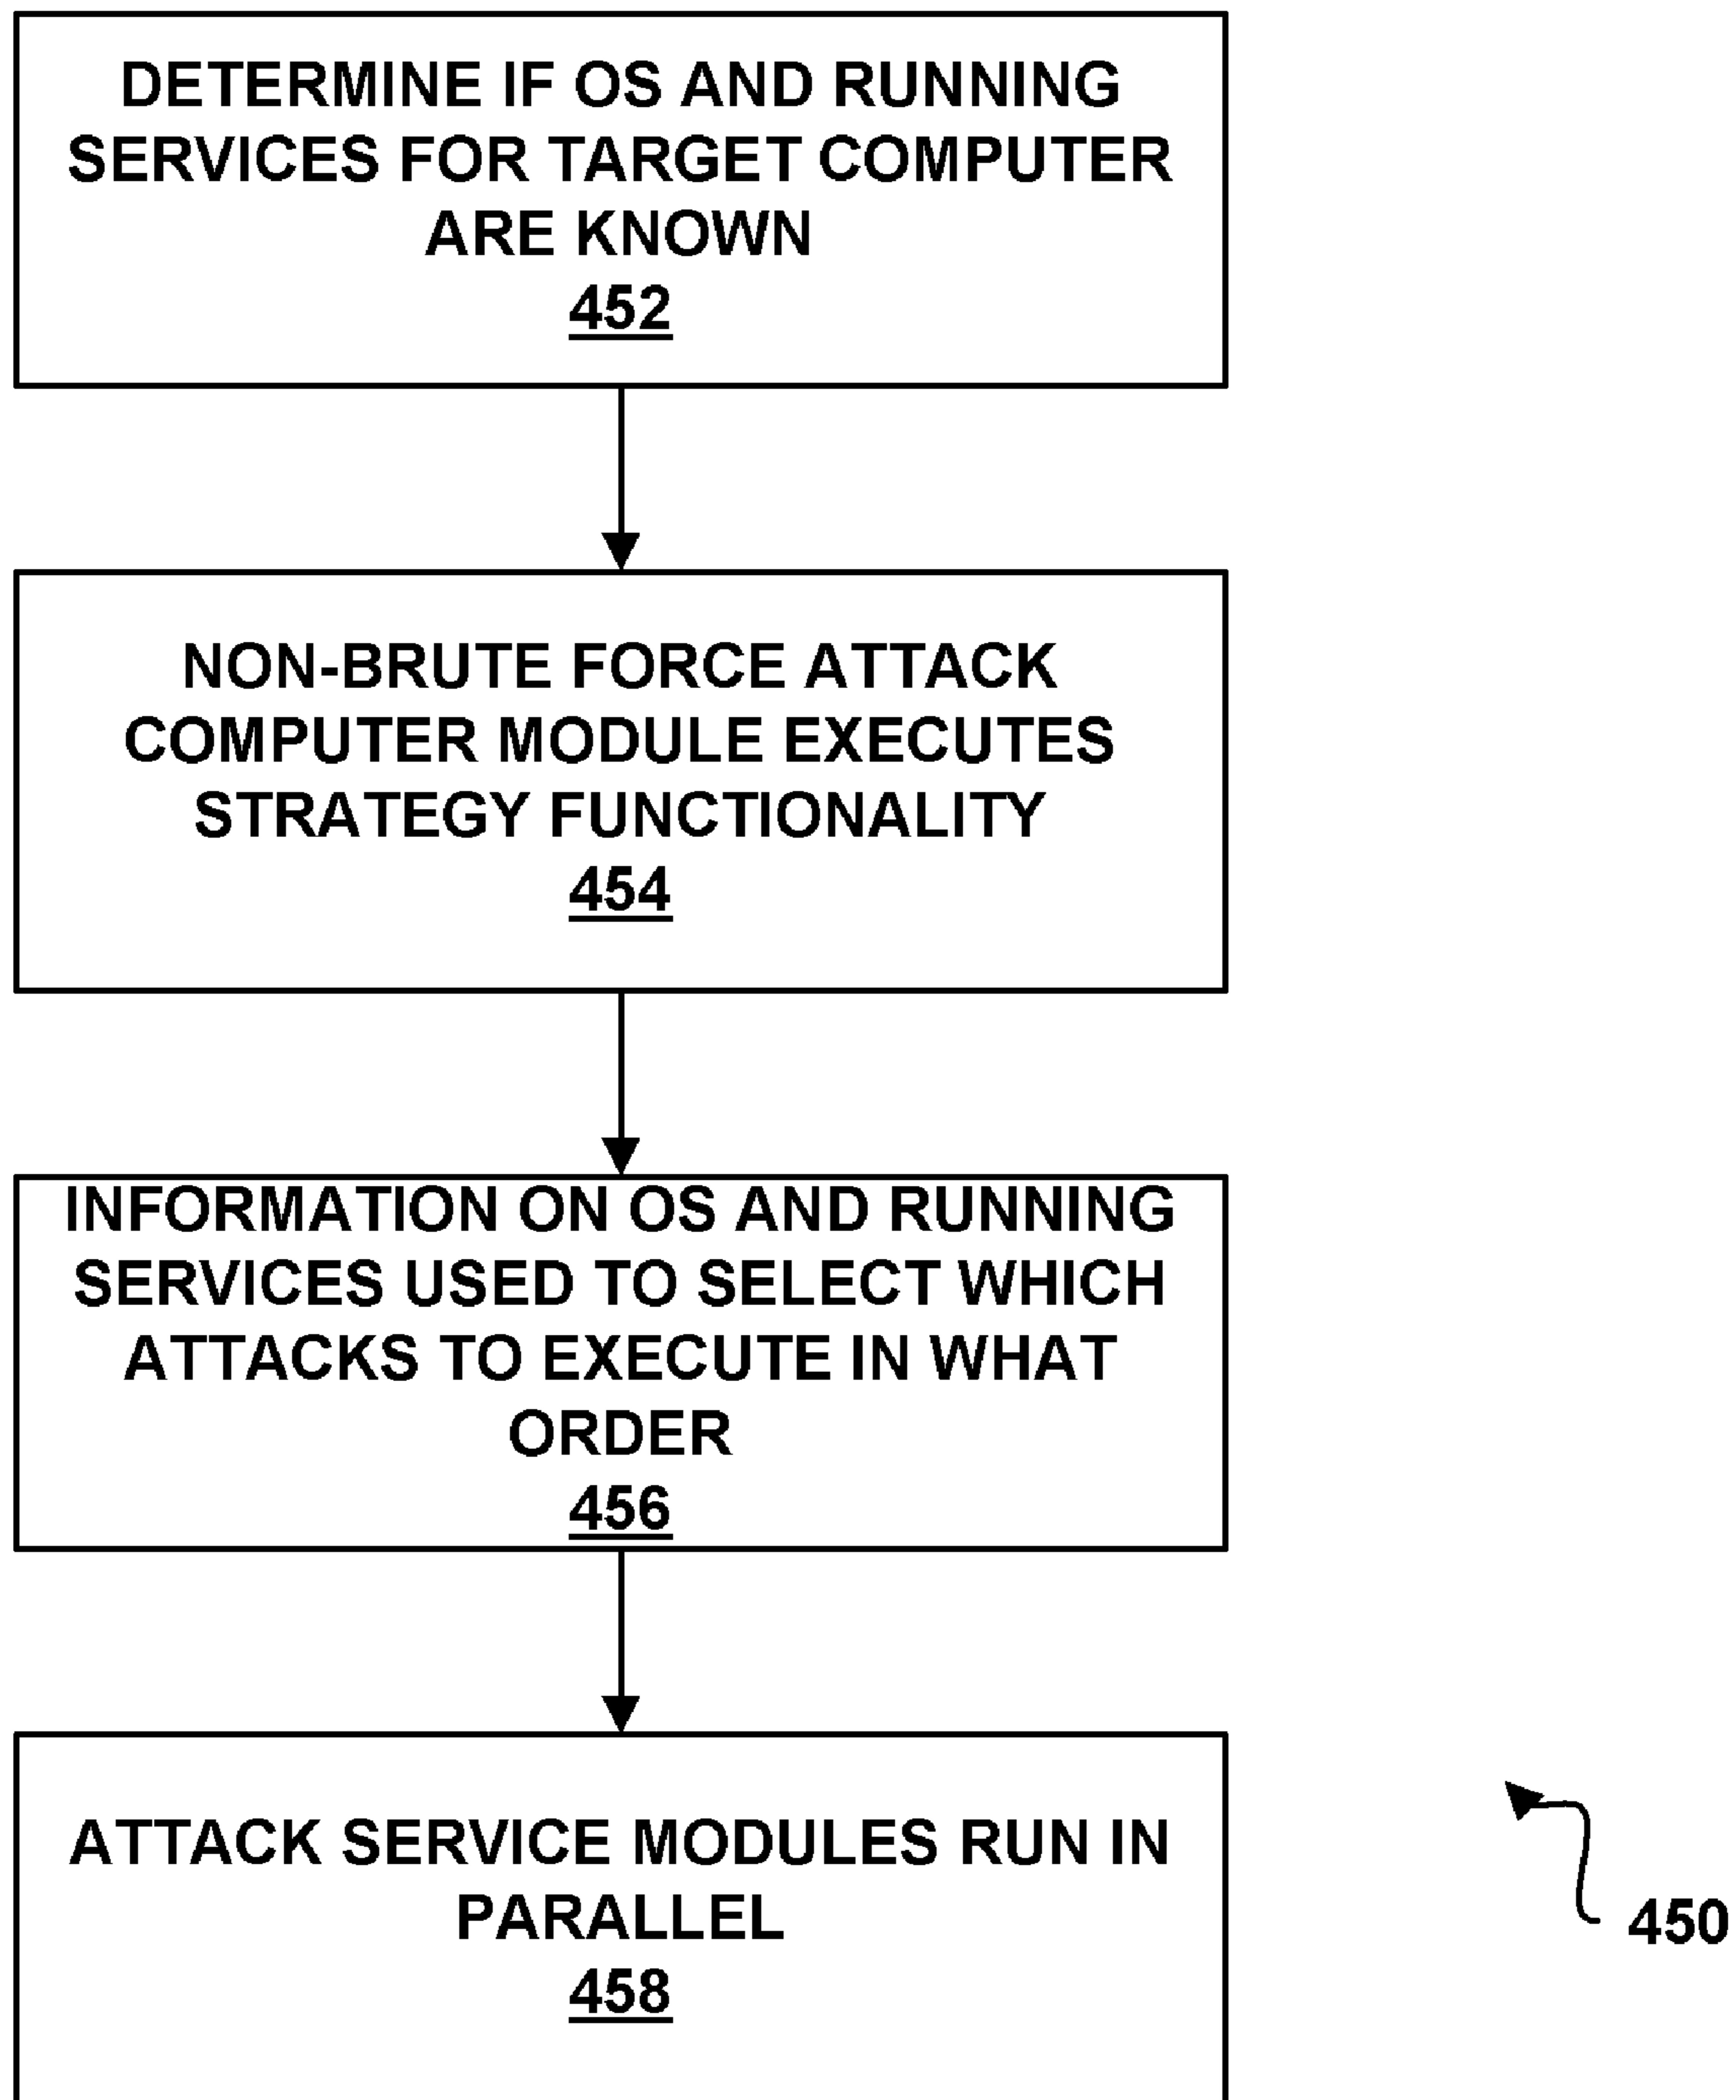 DETERMINE IF OS AND RUNNING
SERVICES FOR TARGET COMPUTER
ARE KNOWN
452
NON-BRUTE FORCE ATTACK
COMPUTER MODULE EXECUTES
STRATEGY FUNCTIONALITY
454
INFORMATION ON OS AND RUNNING
SERVICES USED TO SELECT WHICH
ATTACKS TO EXECUTE IN WHAT
ORDER
456
ATTACK SERVICE MODULES RUN IN
PARALLEL
458
450